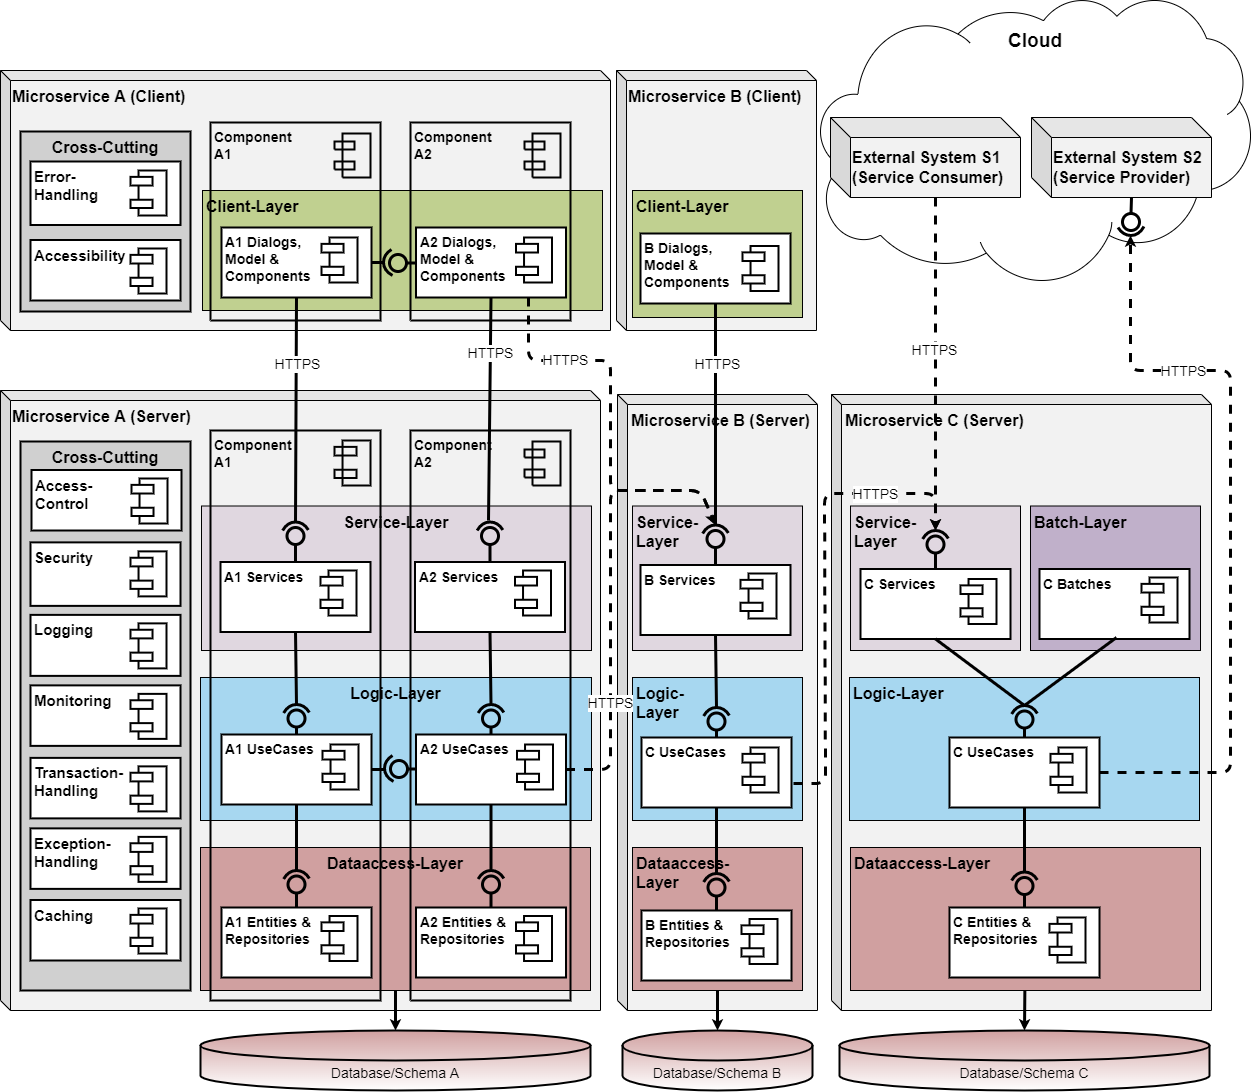 Cloud
Microservice A (Client)
Cross-Cutting
Error-
Handling
Accessibility
Component
A1
Component
A2
Client-Layer
A1 Dialogs,
Model &
Components
A2 Dialogs,
Model &
Components
Microservice B (Client)
Client-Layer
B Dialogs,
Model &
Components
External System S1
(Service Consumer)
External System S2
(Service Provider)
HTTPS
HTTPS
HTTPS
HTTPS
HTTPS
HTTPS
Microservice A (Server)
Cross-Cutting
Access-
Control
Security
Logging
Monitoring
Transaction-
Handling
Exception-
Handling
Caching
Component
A1
Component
A2
Service-Layer
A1 Services
A2 Services
Logic-Layer
A1 UseCases
A2 UseCases
HTTPS
Dataaccess-Layer
A1 Entities &
Repositories
A2 Entities &
Repositories
Database/Schema A
Microservice B (Server)
Service-
Layer
B Services
Logic-
Layer
C UseCases
Dataaccess-
Layer
B Entities &
Repositories
Database/Schema B
Microservice C (Server)
HTTPS
Service-
Layer
C Services
Batch-Layer
C Batches
Logic-Layer
C UseCases
Dataaccess-Layer
C Entities &
Repositories
Database/Schema C